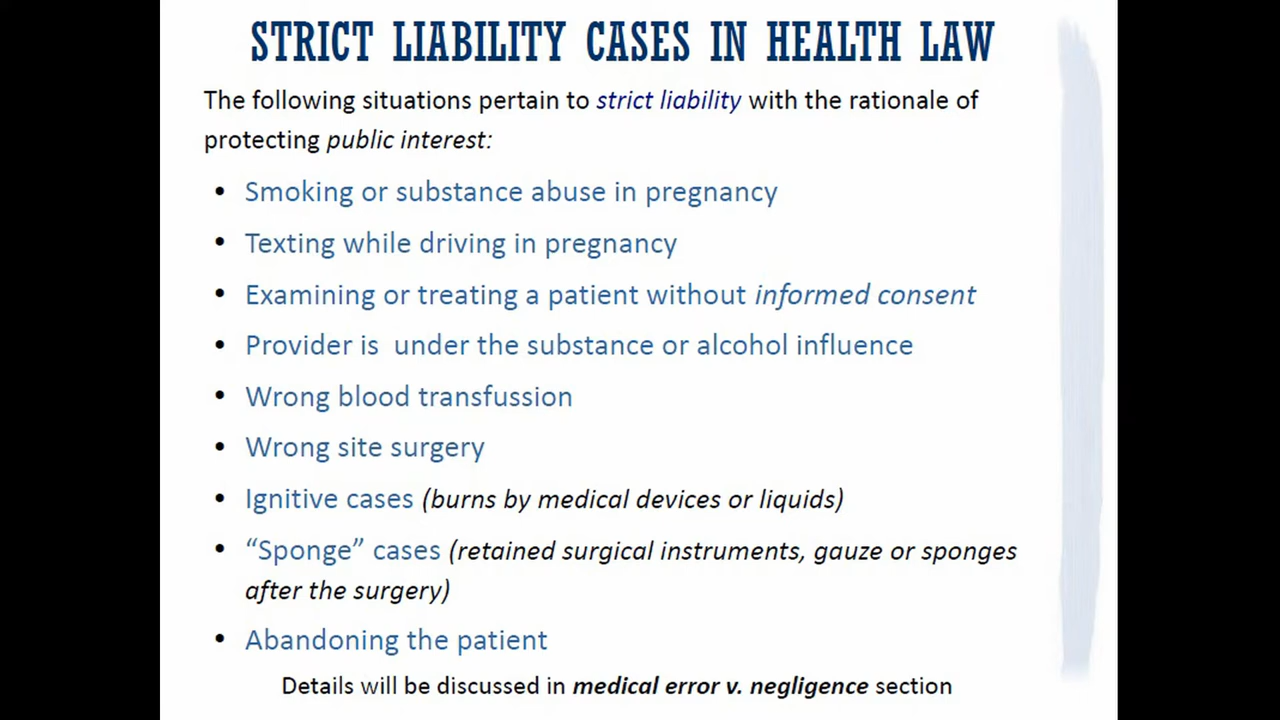 STRICT LIABILITY CASES IN HEALTH LAW
The following situations pertain to strict liability with the rationale of
protecting public interest:
• Smoking or substance abuse in pregnancy
• Texting while driving in pregnancy
• Examining or treating a patient without informed consent
• Provider is  under the substance or alcohol influence
• Wrong blood transfussion
• Wrong site surgery
• Ignitive cases (burns by medical devices or liquids)
• “Sponge” cases (retained surgical instruments, gauze or sponges
after the surgery)
• Abandoning the patient
Details will be discussed in medical error v. negligence section